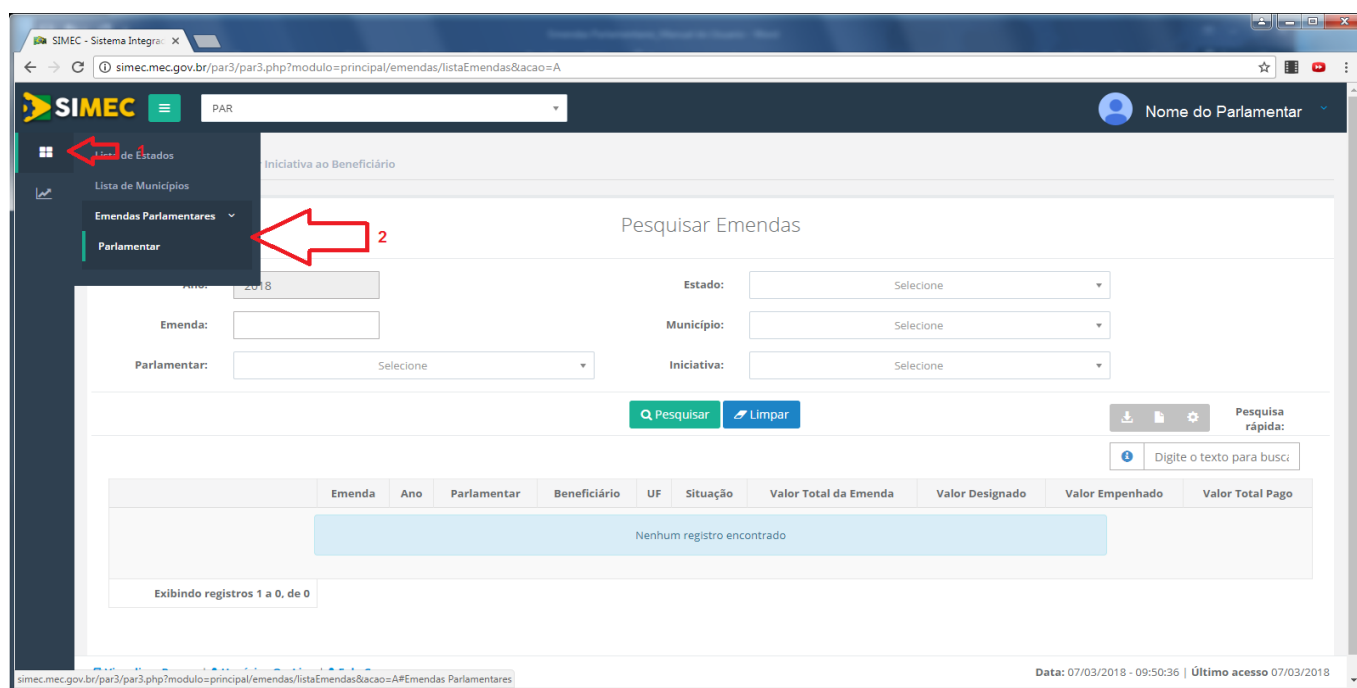 SIMEC - Sistema Integrad
simec.mec.gov.br/par3/par3.php?modulo=principal/emendas/listaEmendas&acao=A
SIMEC
PAR
Nome do Parlamentar
1
Lista de Estados
Iniciativa ao Beneficiário
Lista de Municípios
Emendas Parlamentares
2
Parlamentar
Pesquisar Emendas
Ano: 2018
Estado: Selecione
Emenda:
Município: Selecione
Parlamentar: Selecione
Iniciativa: Selecione
Pesquisar Limpar
Pesquisa
rápida:
Digite o texto para busca
Emenda Ano Parlamentar Beneficiário UF Situação Valor Total da Emenda Valor Designado Valor Empenhado Valor Total Pago
Nenhum registro encontrado
Exibindo registros 1 a 0, de 0
Data: 07/03/2018 - 09:50:36 | Último acesso 07/03/2018
simec.mec.gov.br/par3/par3.php?modulo=principal/emendas/listaEmendas&acao=A#Emendas Parlamentares